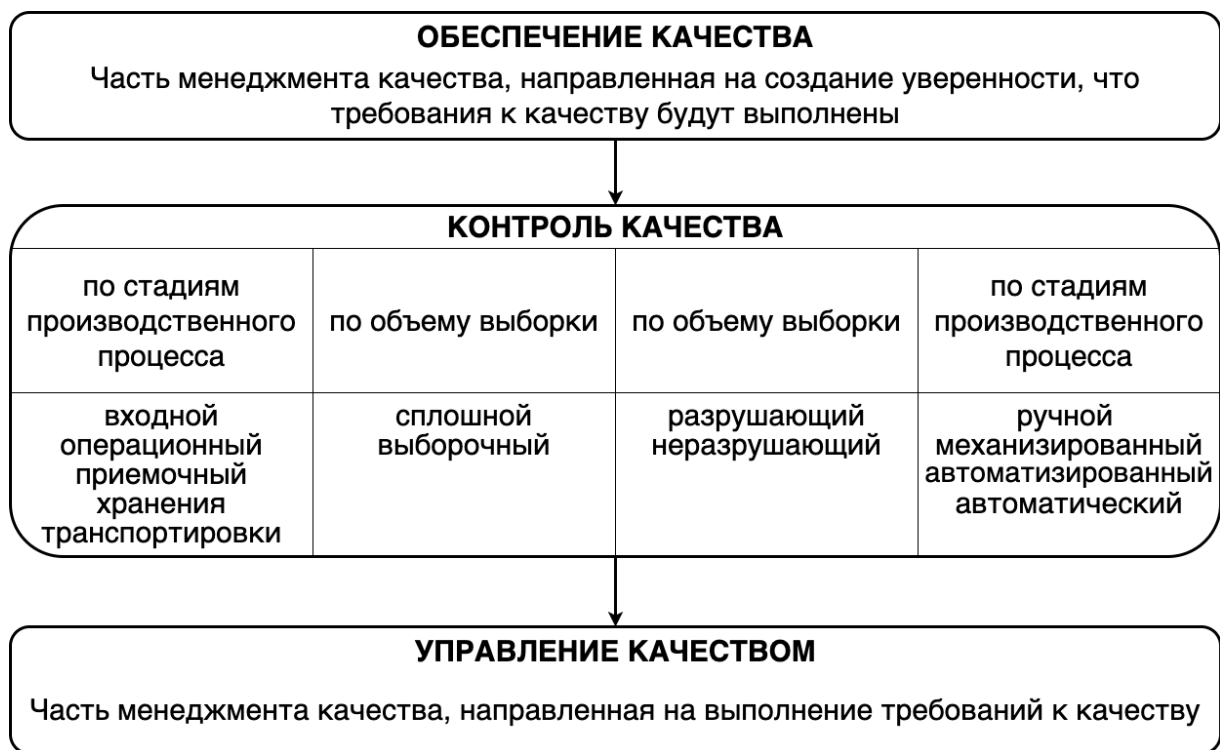 ОБЕСПЕЧЕНИЕ КАЧЕСТВА
Часть менеджмента качества, направленная на создание уверенности, что
требования к качеству будут выполнены
КОНТРОЛЬ КАЧЕСТВА
по стадиям
производственного
процесса
по объему выборки
по объему выборки
по стадиям
производственного
процесса
входной
операционный
приемочный
хранения
транспортировки
сплошной
выборочный
разрушающий
неразрушающий
ручной
механизированный
автоматизированный
автоматический
УПРАВЛЕНИЕ КАЧЕСТВОМ
Часть менеджмента качества, направленная на выполнение требований к качеству